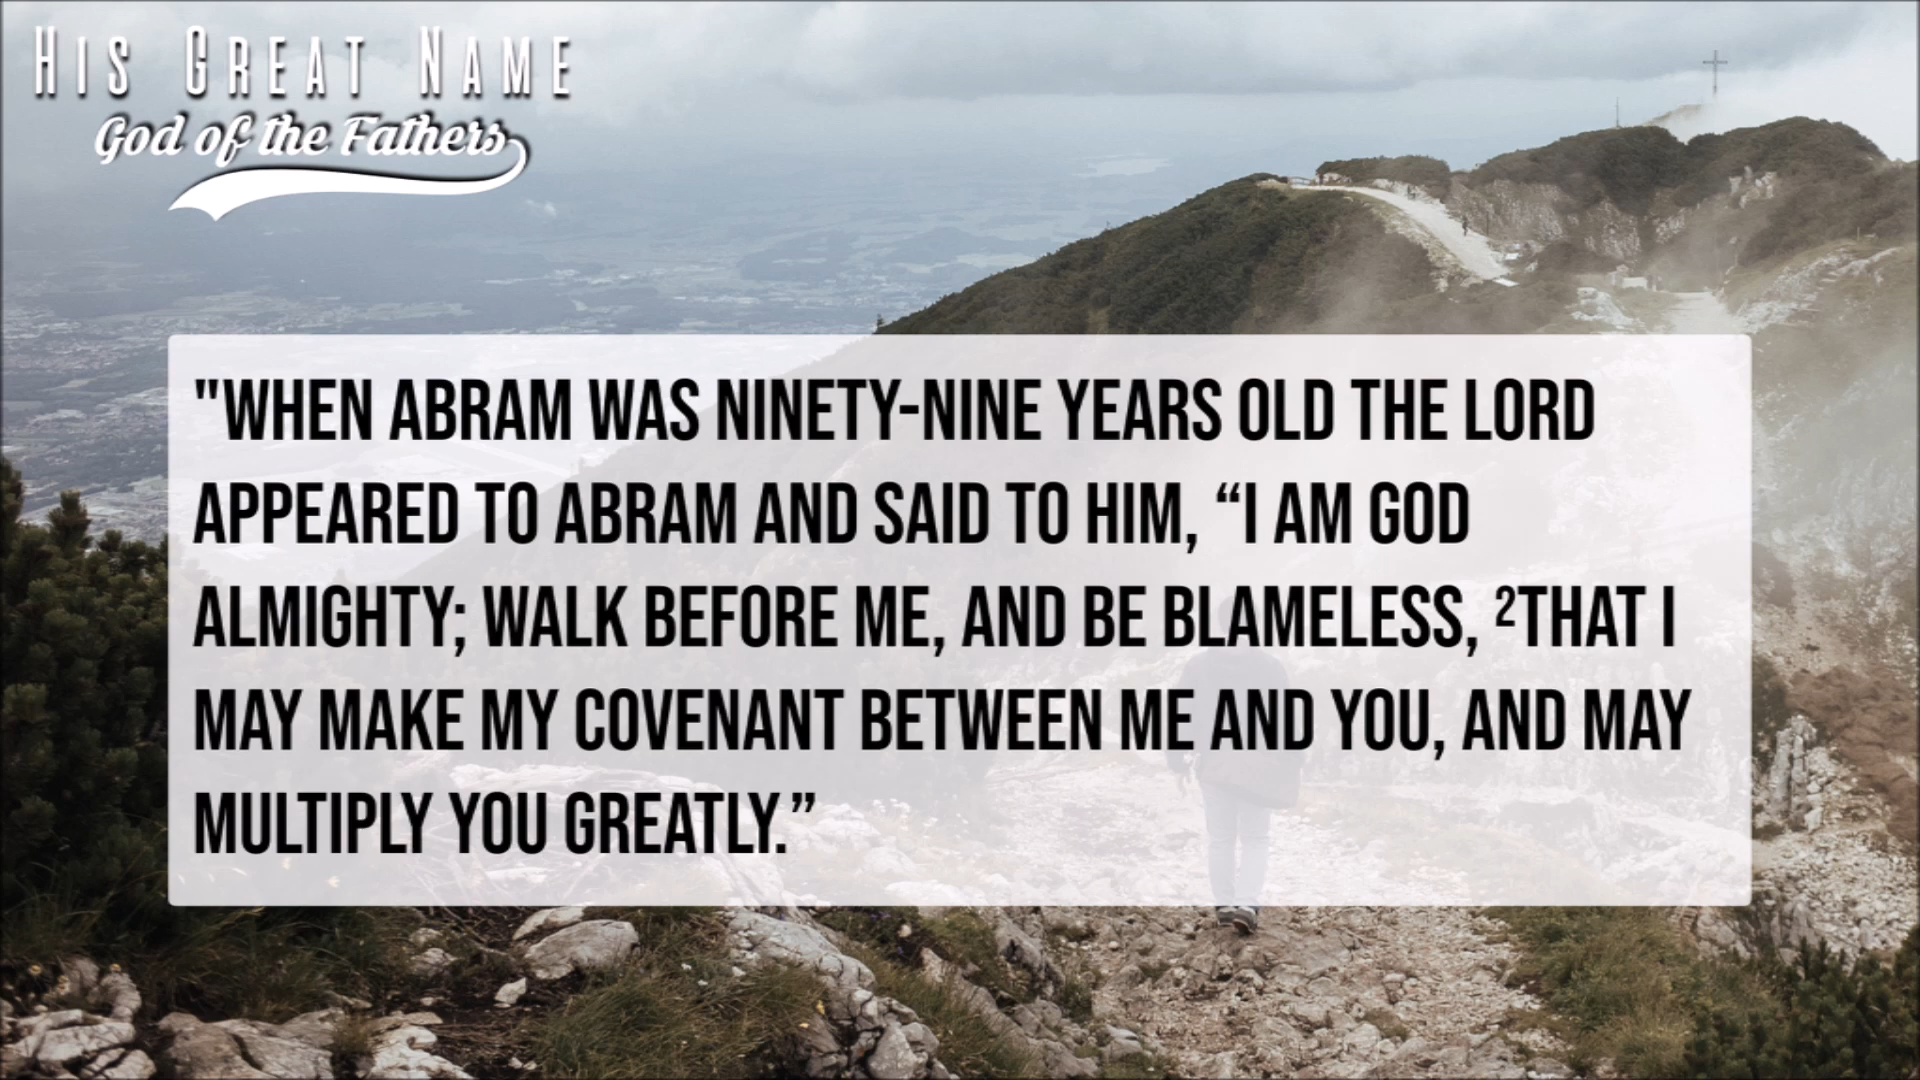 His Great Name
God of the Fathers
"WHEN ABRAM WAS NINETY-NINE YEARS OLD THE LORD
APPEARED TO ABRAM AND SAID TO HIM, “I AM GOD
ALMIGHTY; WALK BEFORE ME, AND BE BLAMELESS, ²THAT I
MAY MAKE MY COVENANT BETWEEN ME AND YOU, AND MAY
MULTIPLY YOU GREATLY.”